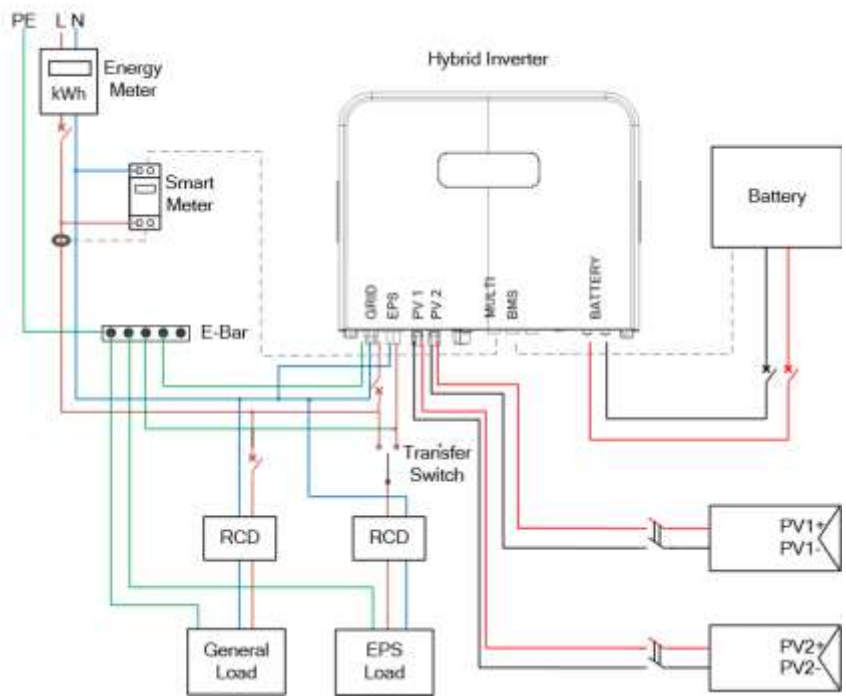 PE L N
Energy
Meter
kWh
Hybrid Inverter
Smart
Meter
Battery
GRID
EPS
PV 1
PV 2
MULTI
BMS
BATTERY
E-Bar
Transfer
Switch
RCD
RCD
PV1+
PV1-
General
Load
EPS
Load
PV2+
PV2-